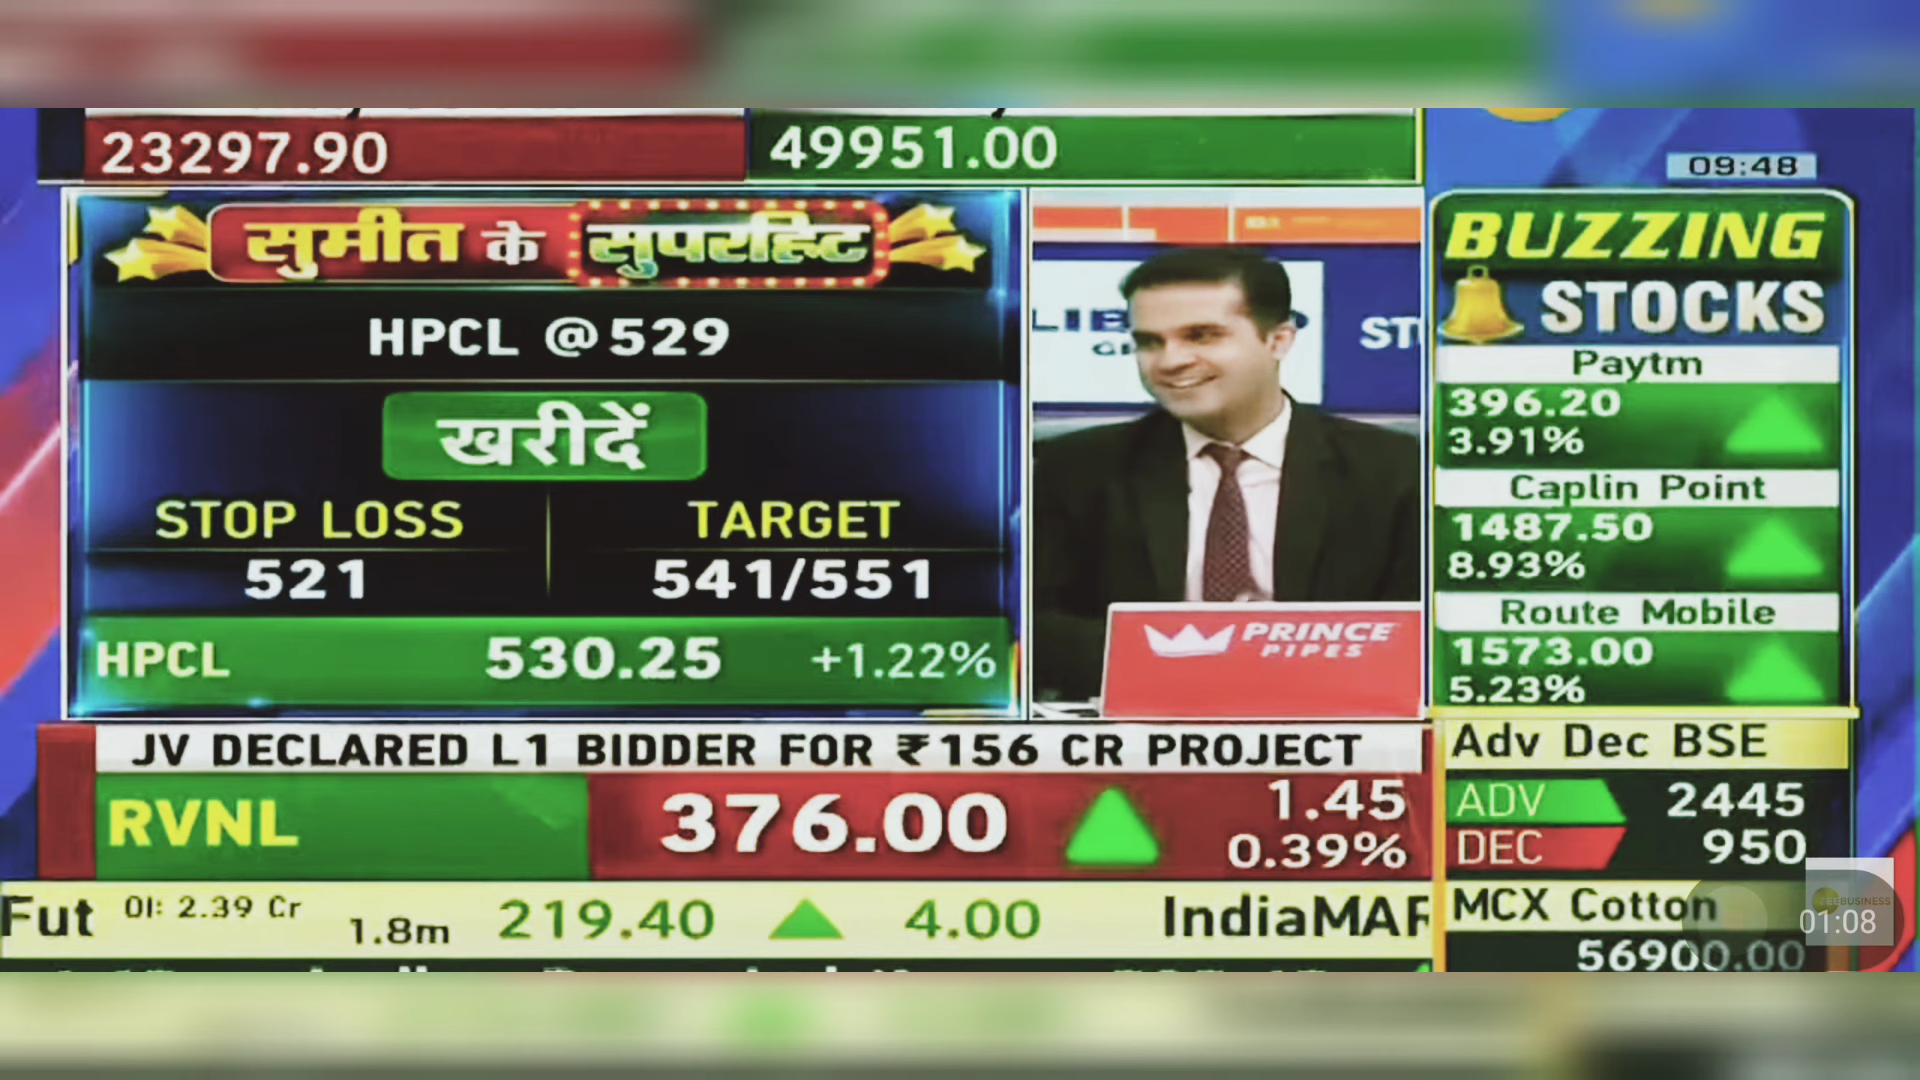 23297.90
49951.00
09:48
सुमीत के सुपरहिट
HPCL @529
खरीदें
STOP LOSS
TARGET
521
541/551
HPCL 530.25 +1.22%
PRINCE
PIPES
BUZZING
STOCKS
Paytm
396.20
3.91%
Caplin Point
1487.50
8.93%
Route Mobile
1573.00
5.23%
JV DECLARED L1 BIDDER FOR ₹156 CR PROJECT
RVNL 376.00 1.45
0.39%
Adv Dec BSE
ADV 2445
DEC 950
Fut OI: 2.39 Cr 1.8m 219.40 4.00 IndiaMAR
MCX Cotton
56900.00
01:08